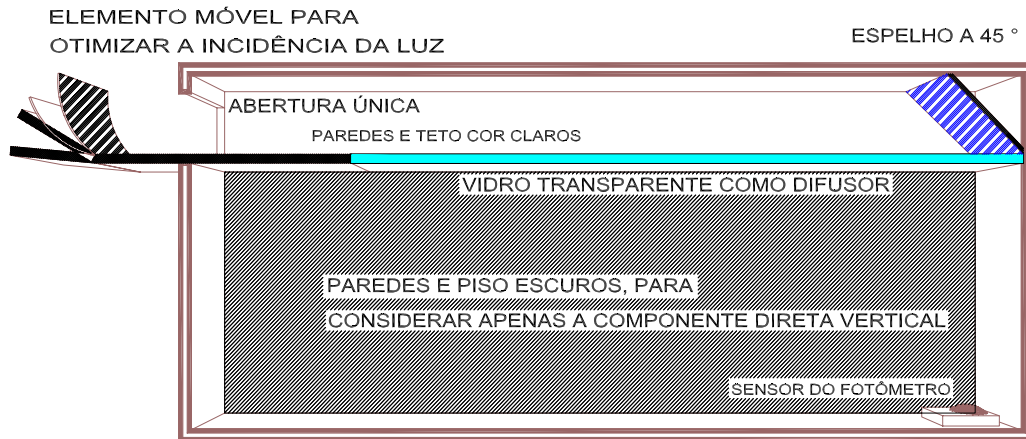 ELEMENTO MÓVEL PARA
OTIMIZAR A INCIDÊNCIA DA LUZ
ESPELHO A 45 °
ABERTURA ÚNICA
PAREDES E TETO COR CLAROS
VIDRO TRANSPARENTE COMO DIFUSOR
PAREDES E PISO ESCUROS, PARA
CONSIDERAR APENAS A COMPONENTE DIRETA VERTICAL
SENSOR DO FOTÔMETRO